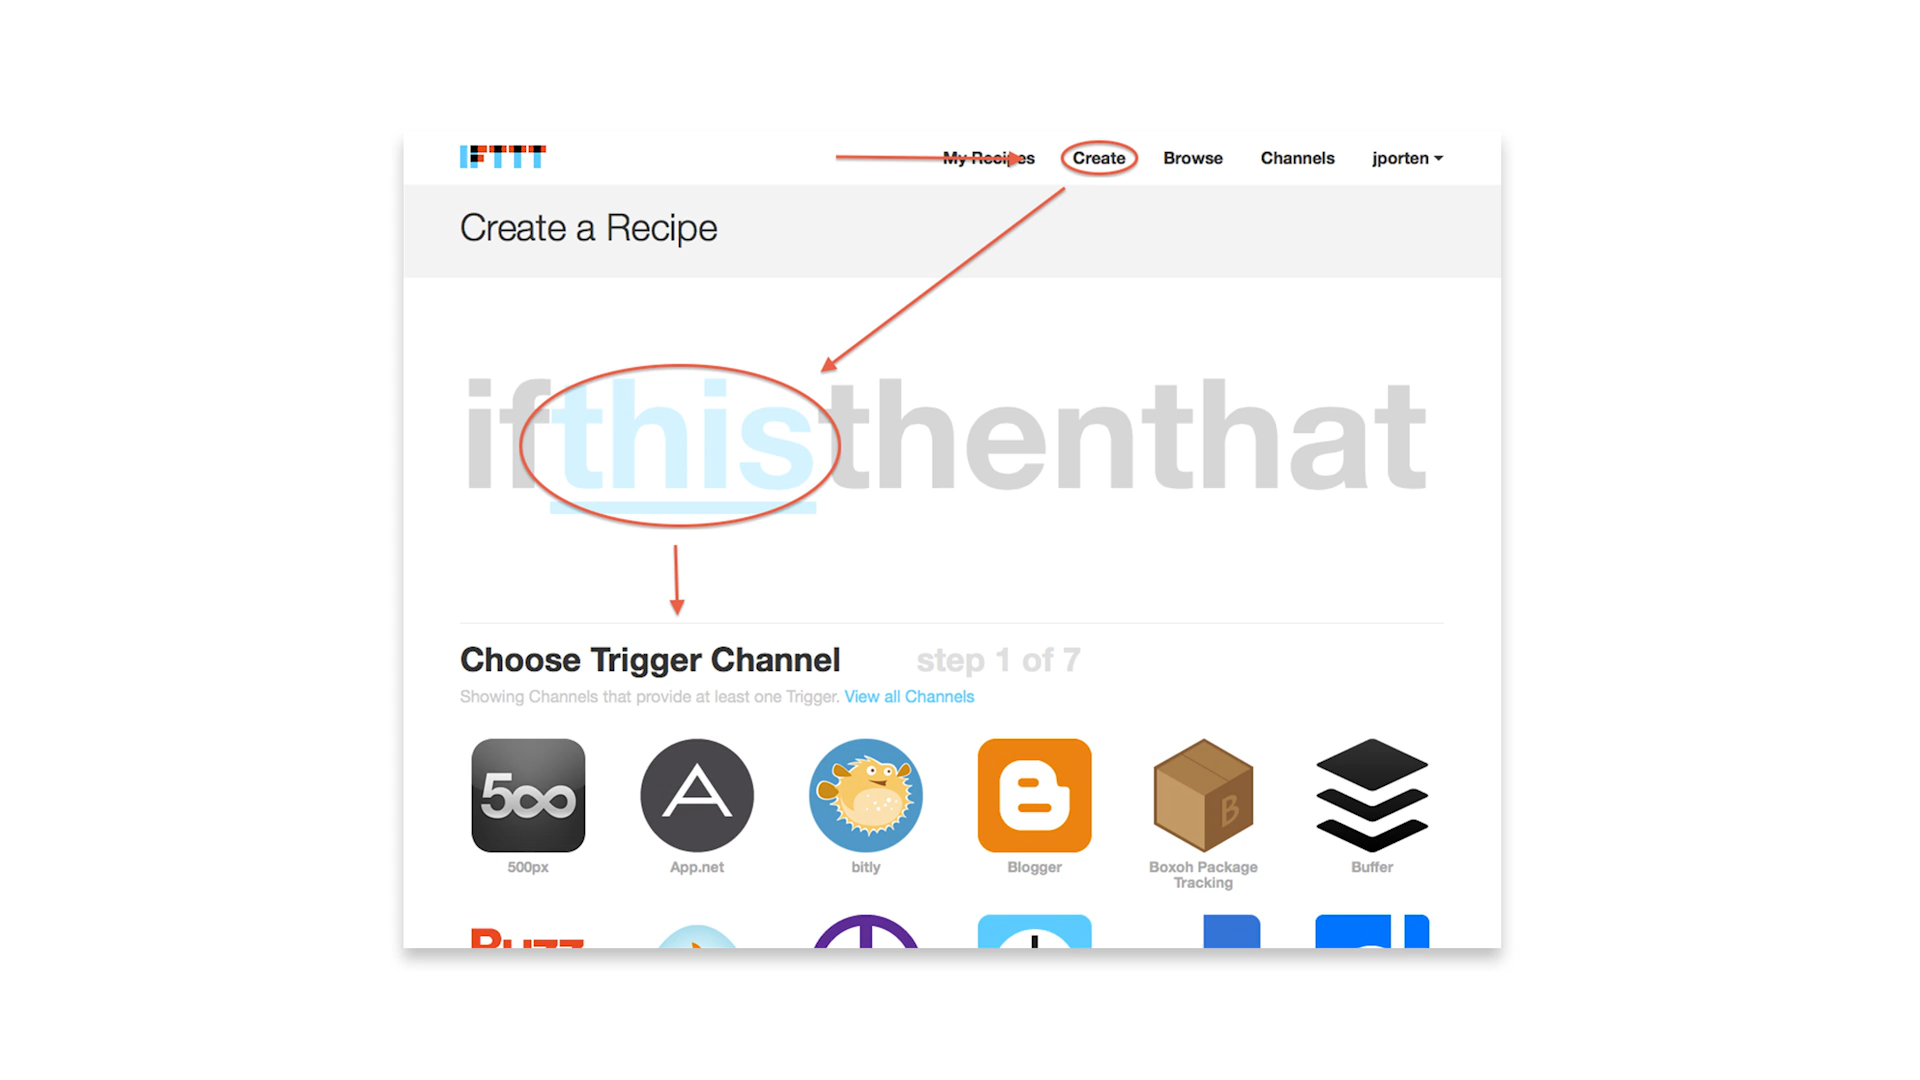 IFTTT
My Recipes Create Browse Channels jporten
Create a Recipe
ifthisthenthat
Choose Trigger Channel step 1 of 7
Showing Channels that provide at least one Trigger. View all Channels
500
A
B
B
500px App.net bitly Blogger Boxoh Package Tracking Buffer